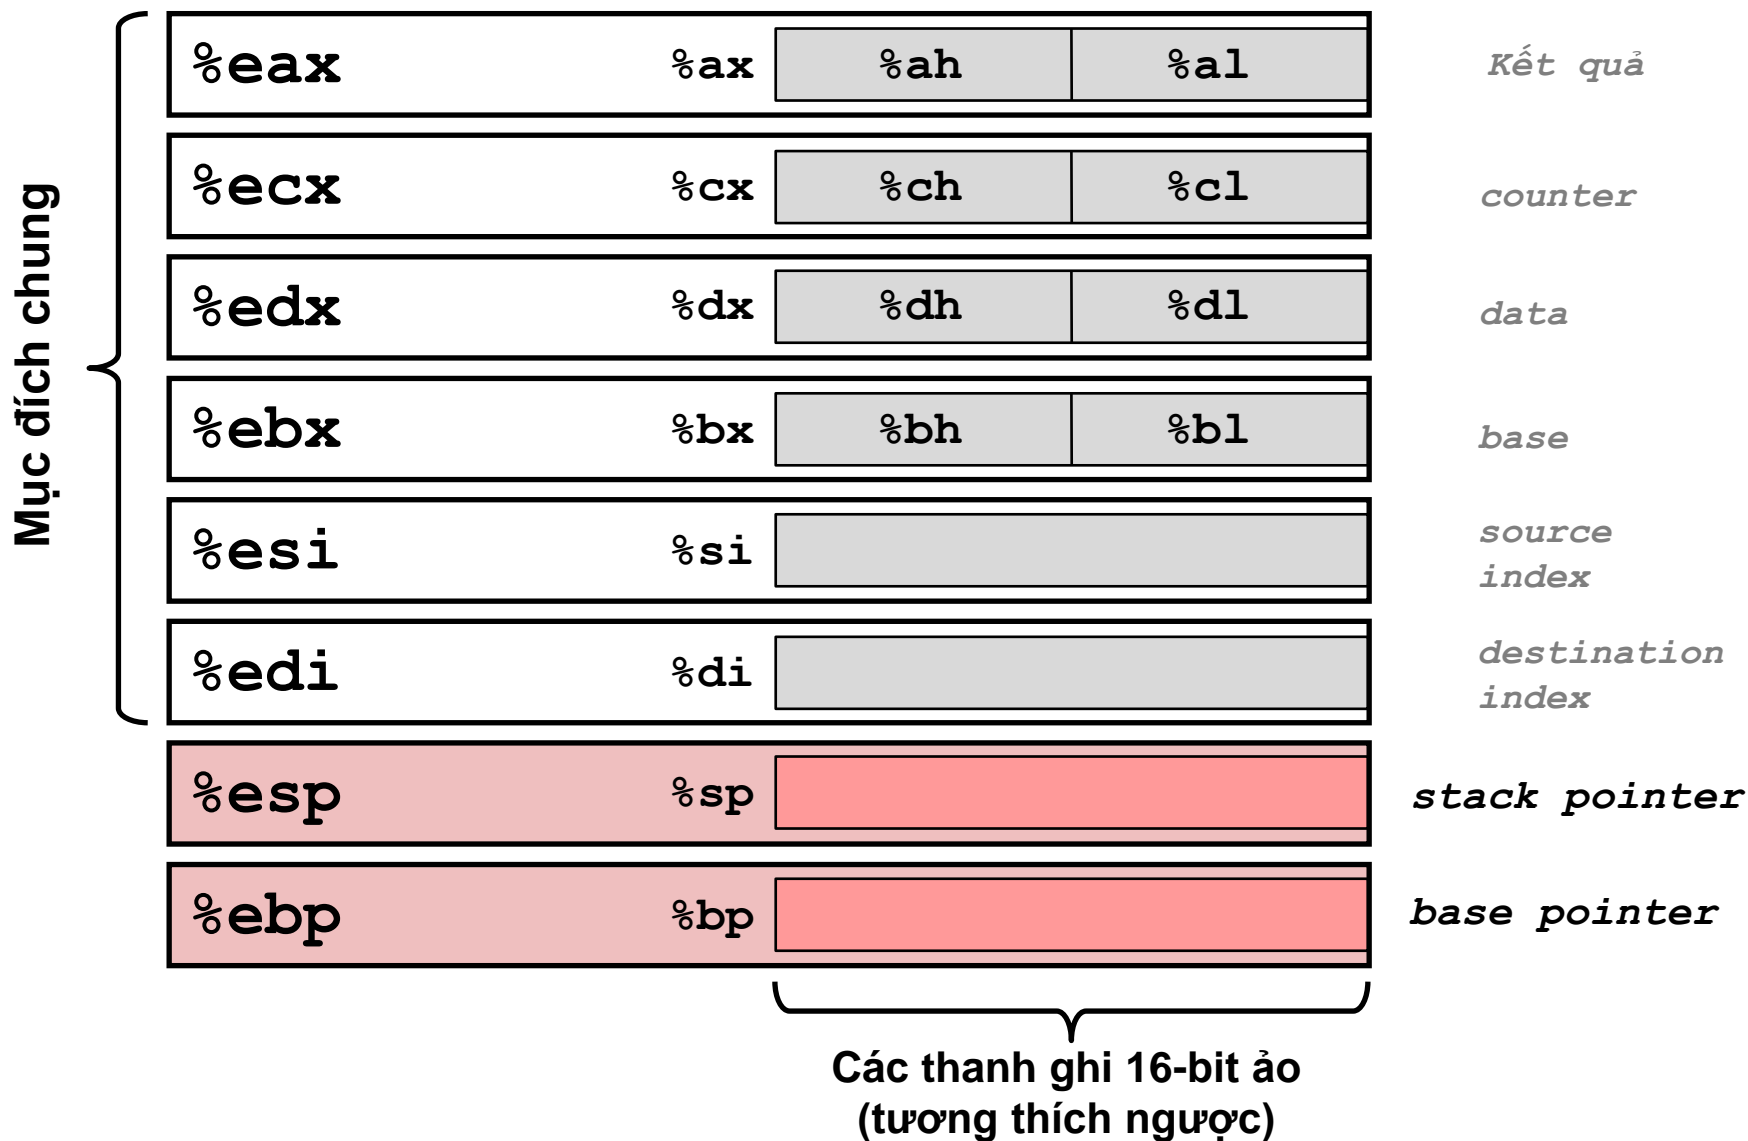 Mục đích chung
%eax %ax %ah %al Kết quả
%ecx %cx %ch %cl counter
%edx %dx %dh %dl data
%ebx %bx %bh %bl base
%esi %si source
index
%edi %di destination
index
%esp %sp stack pointer
%ebp %bp base pointer
Các thanh ghi 16-bit ảo
(tương thích ngược)